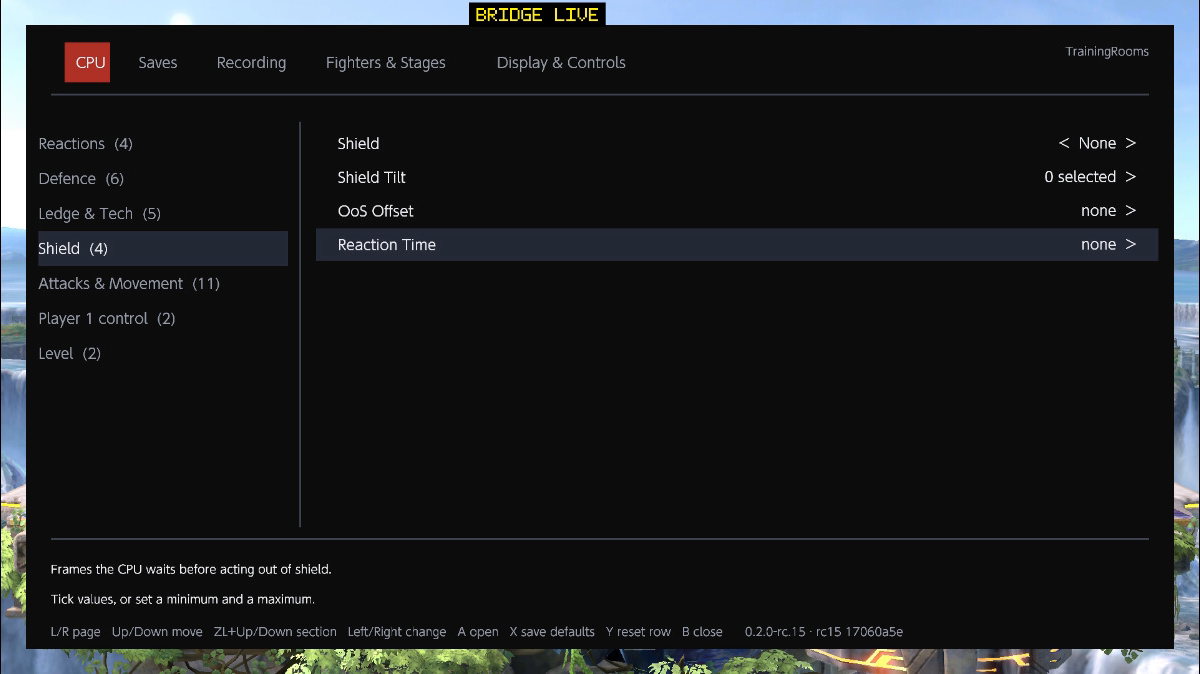 BRIDGE LIVE
CPU Saves Recording Fighters & Stages Display & Controls TrainingRooms
Reactions (4)
Defence (6)
Ledge & Tech (5)
Shield (4)
Attacks & Movement (11)
Player 1 control (2)
Level (2)
Shield < None >
Shield Tilt 0 selected >
OoS Offset none >
Reaction Time none >
Frames the CPU waits before acting out of shield.
Tick values, or set a minimum and a maximum.
L/R page Up/Down move ZL+Up/Down section Left/Right change A open X save defaults Y reset row B close 0.2.0-rc.15 · rc15 17060a5e